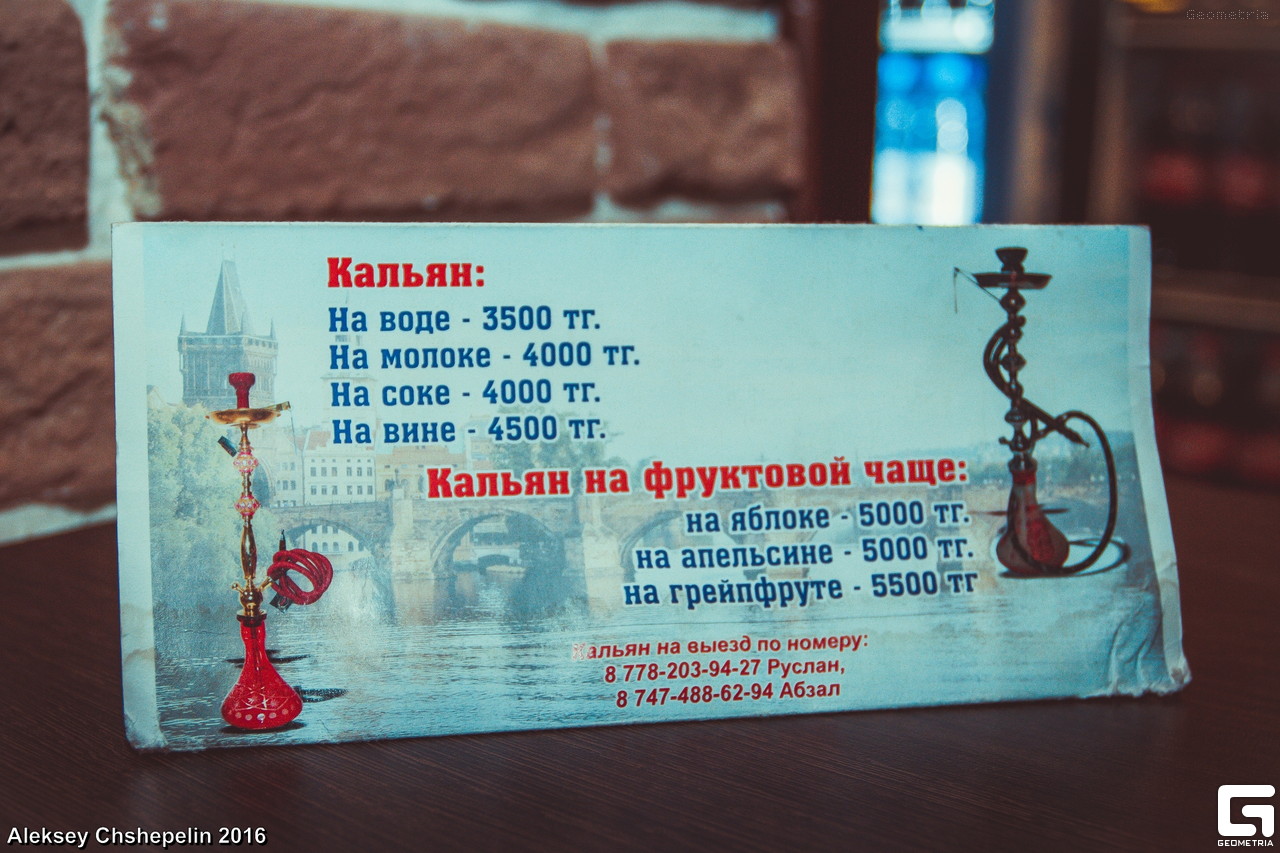 Geometria
Кальян:
На воде - 3500 тг.
На молоке - 4000 тг.
На соке - 4000 тг.
На вине - 4500 тг.
Кальян на фруктовой чаще:
на яблоке - 5000 тг.
на апельсине - 5000 тг.
на грейпфруте - 5500 тг
Кальян на выезд по номеру:
8 778-203-94-27 Руслан,
8 747-488-62-94 Абзал
Aleksey Chshepelin 2016
GEOMETRIA